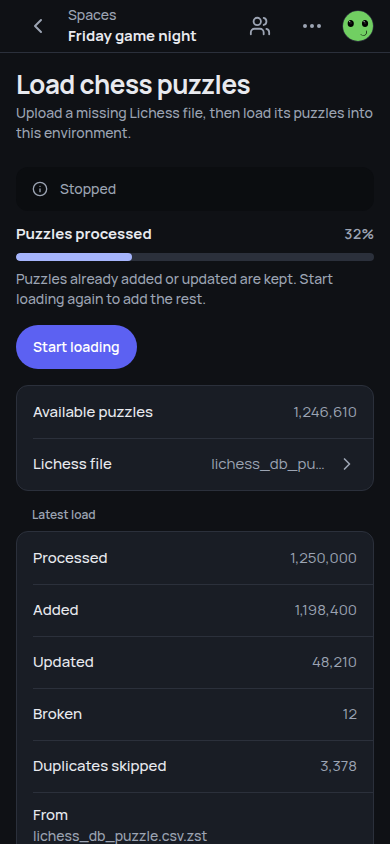 Spaces
Friday game night
Load chess puzzles
Upload a missing Lichess file, then load its puzzles into
this environment.
Stopped
Puzzles processed 32%
Puzzles already added or updated are kept. Start
loading again to add the rest.
Start loading
Available puzzles 1,246,610
Lichess file lichess_db_pu...
Latest load
Processed 1,250,000
Added 1,198,400
Updated 48,210
Broken 12
Duplicates skipped 3,378
From
lichess_db_puzzle.csv.zst